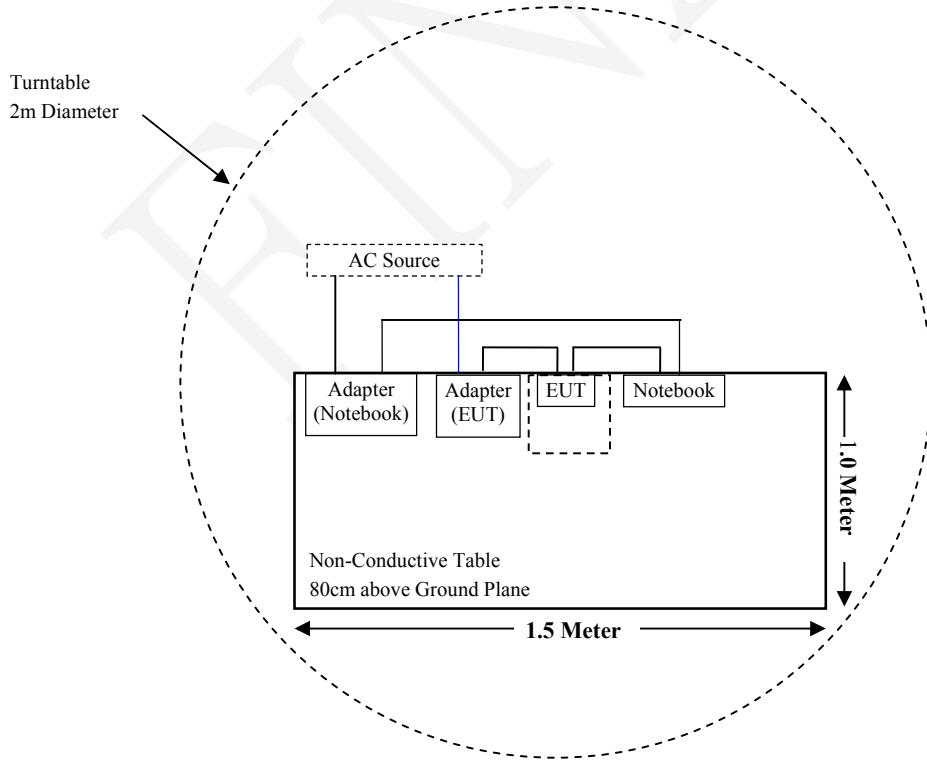 Turntable
2m Diameter
AC Source
Adapter
(Notebook)
Adapter
(EUT)
EUT
Notebook
1.0 Meter
Non-Conductive Table
80cm above Ground Plane
1.5 Meter